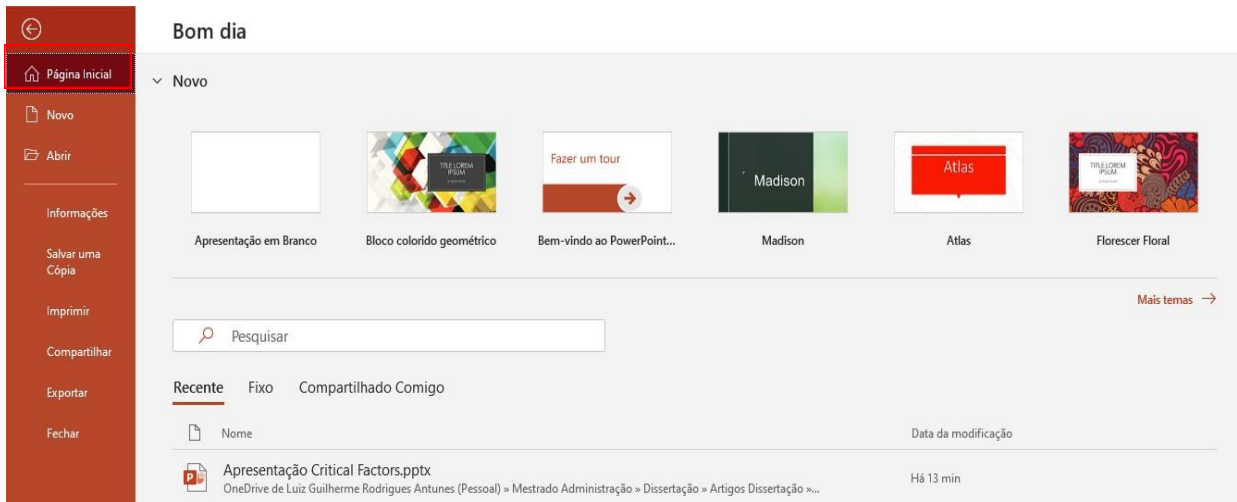 Bom dia
Página Inicial
Novo
Abrir
Informações
Salvar uma
Cópia
Imprimir
Compartilhar
Exportar
Fechar
Novo
TITLE LOREM
IPSUM
Fazer um tour
Madison
Atlas
TITLE LOREM
IPSUM
Apresentação em Branco
Bloco colorido geométrico
Bem-vindo ao PowerPoint...
Madison
Atlas
Florescer Floral
Mais temas
Pesquisar
Recente Fixo Compartilhado Comigo
Nome Data da modificação
P
Apresentação Critical Factors.pptx
OneDrive de Luiz Guilherme Rodrigues Antunes (Pessoal) » Mestrado Administração » Dissertação » Artigos Dissertação »...
Há 13 min